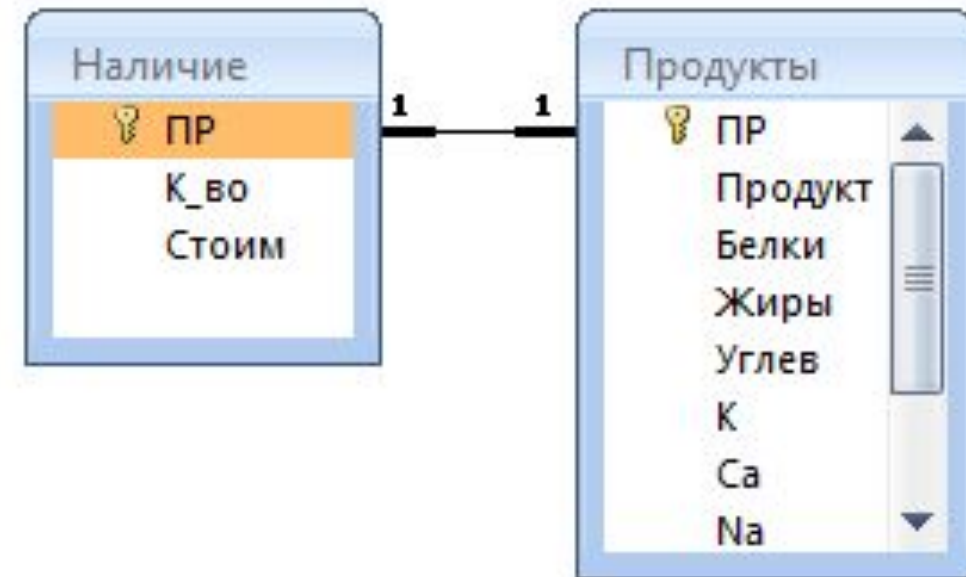 Наличие
ПР
К_во
Стоим
1 1
Продукты
ПР
Продукт
Белки
Жиры
Углев
K
Ca
Na